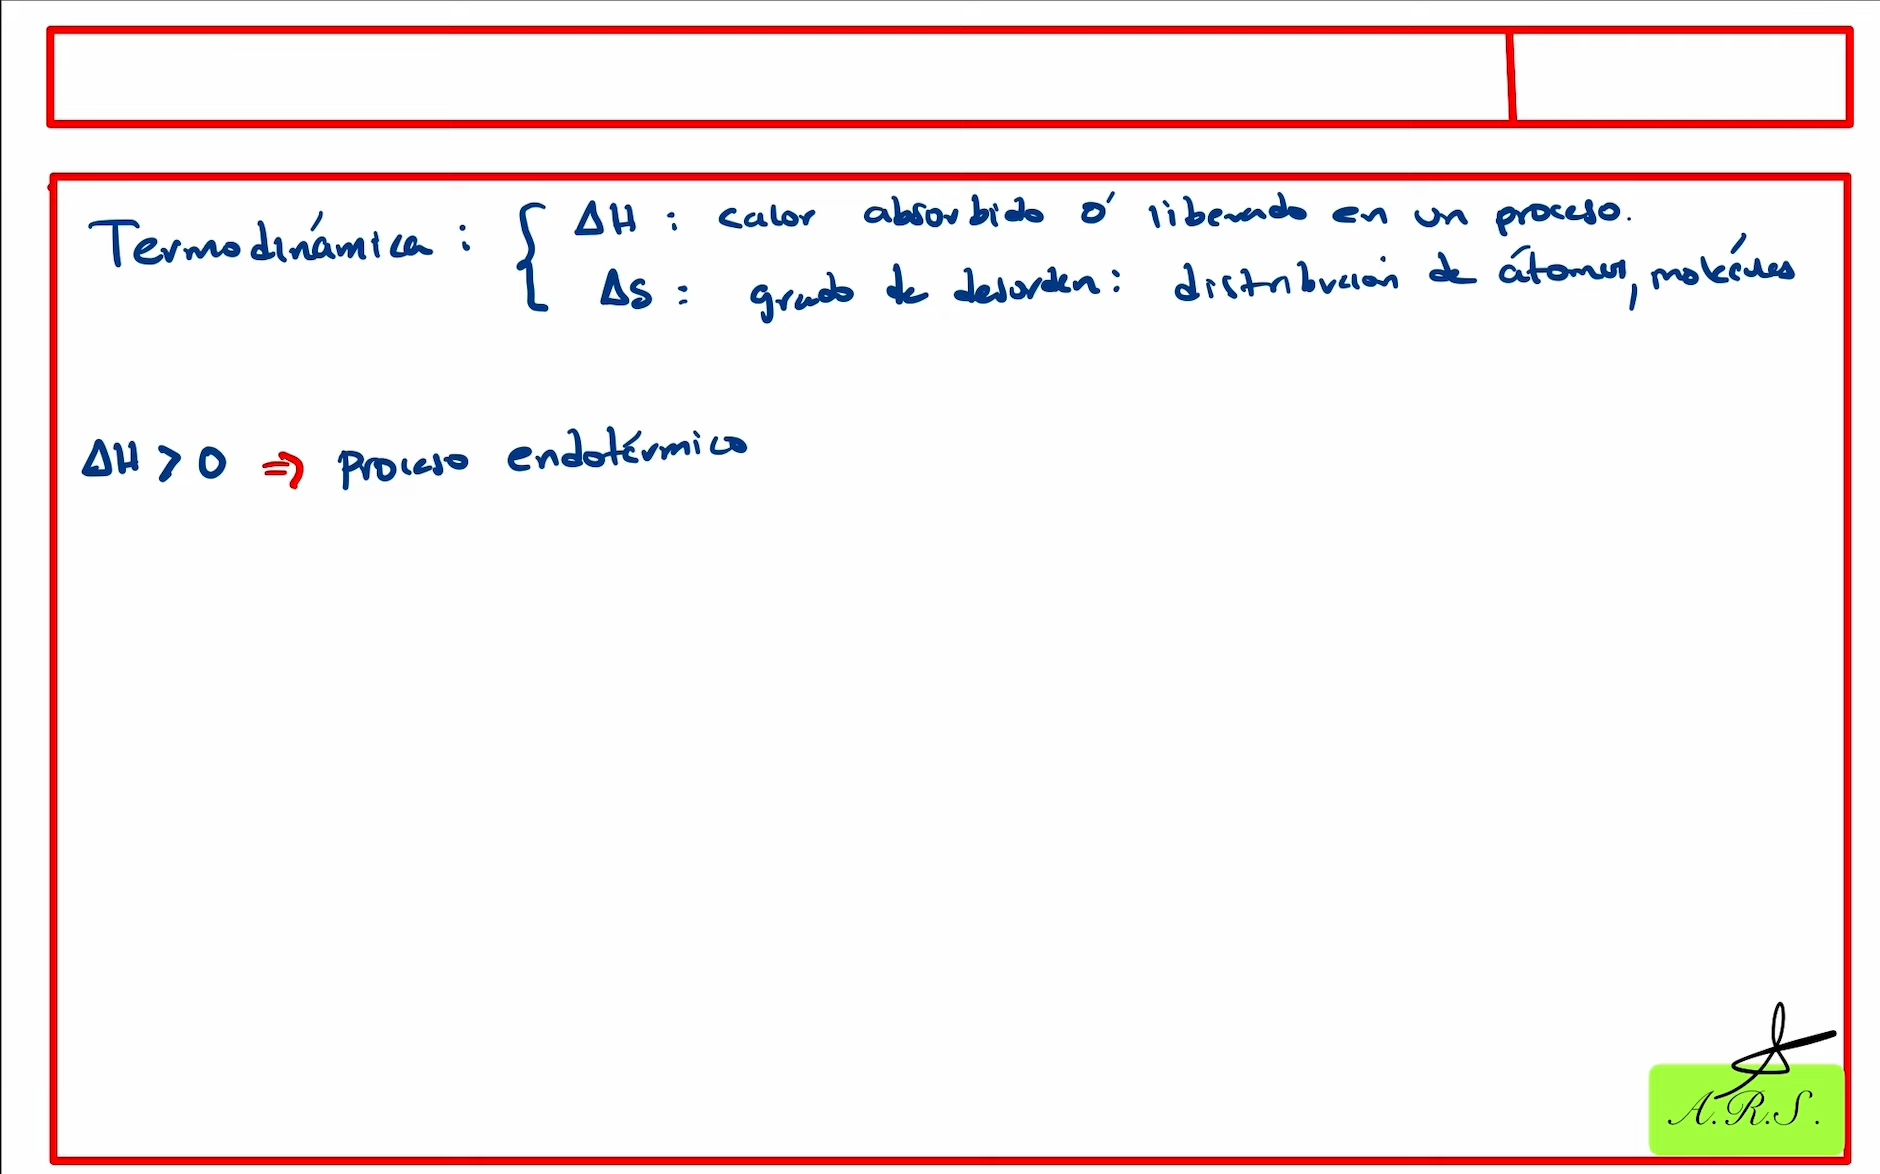 Termodinámica : { ΔH : calor absorbido ó liberado en un proceso.
ΔS : grado de desorden : distribución de átomos, moléculas
ΔH > 0 ⇒ proceso endotérmico
A.R.S.